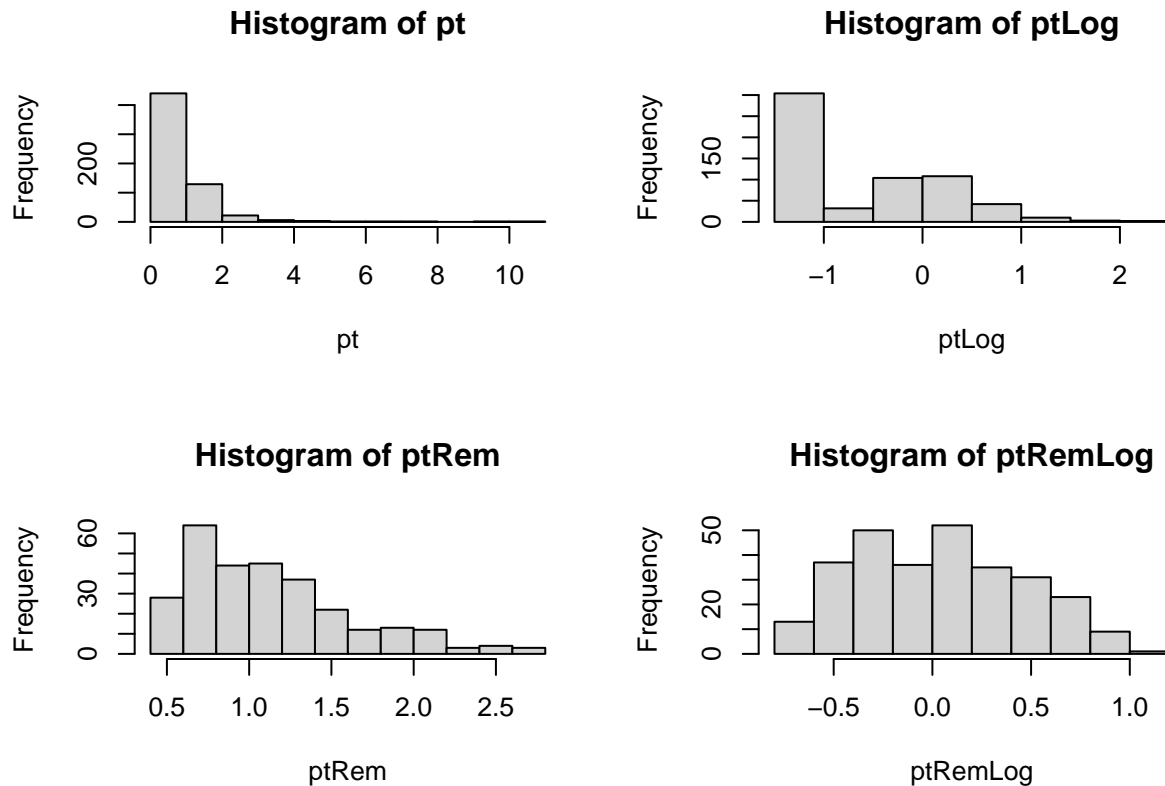 Histogram of pt
Frequency
0
200
0
2
4
6
8
10
pt
Histogram of ptLog
Frequency
0
150
−1
0
1
2
ptLog
Histogram of ptRem
Frequency
0
30
60
0.5
1.0
1.5
2.0
2.5
ptRem
Histogram of ptRemLog
Frequency
0
20
50
−0.5
0.0
0.5
1.0
ptRemLog